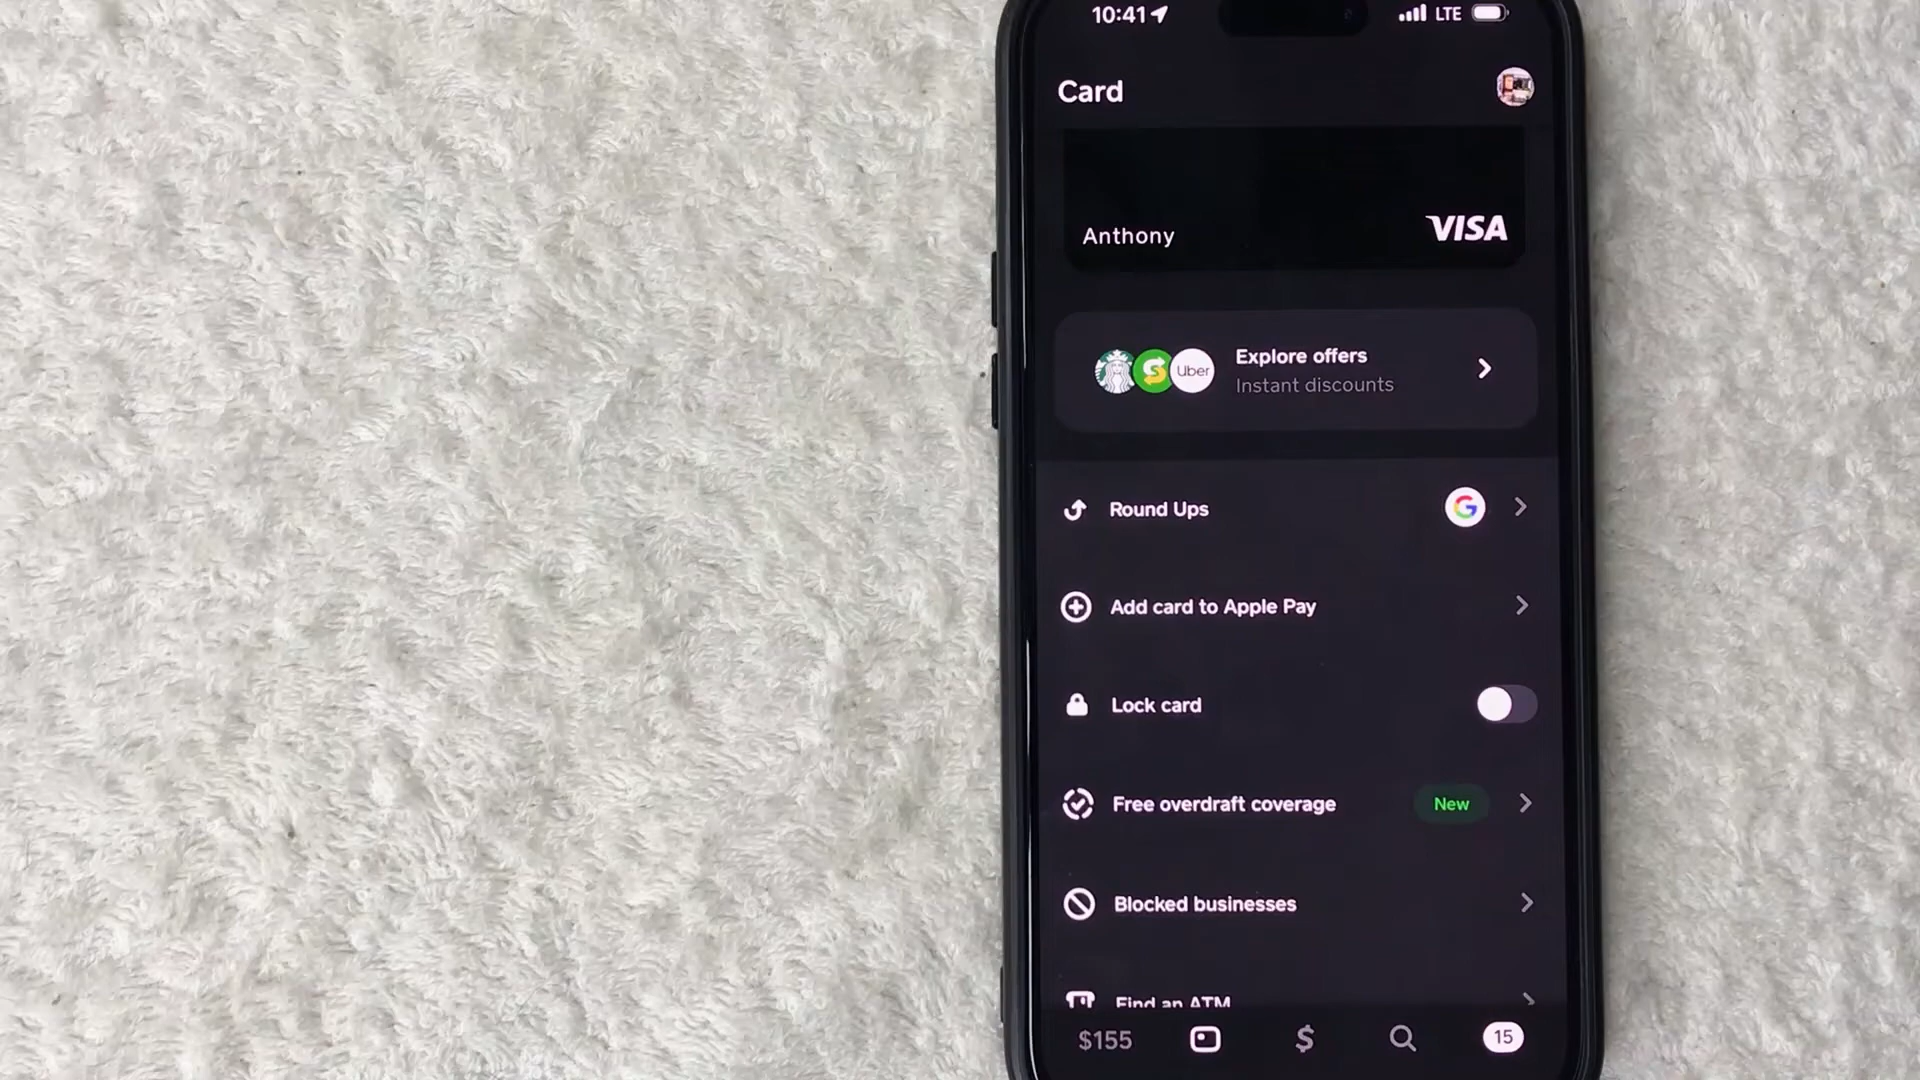 10:41 LTE
Card
Anthony VISA
Uber
Explore offers
Instant discounts
Round Ups
Add card to Apple Pay
Lock card
Free overdraft coverage New
Blocked businesses
Find an ATM
$155 $ 15